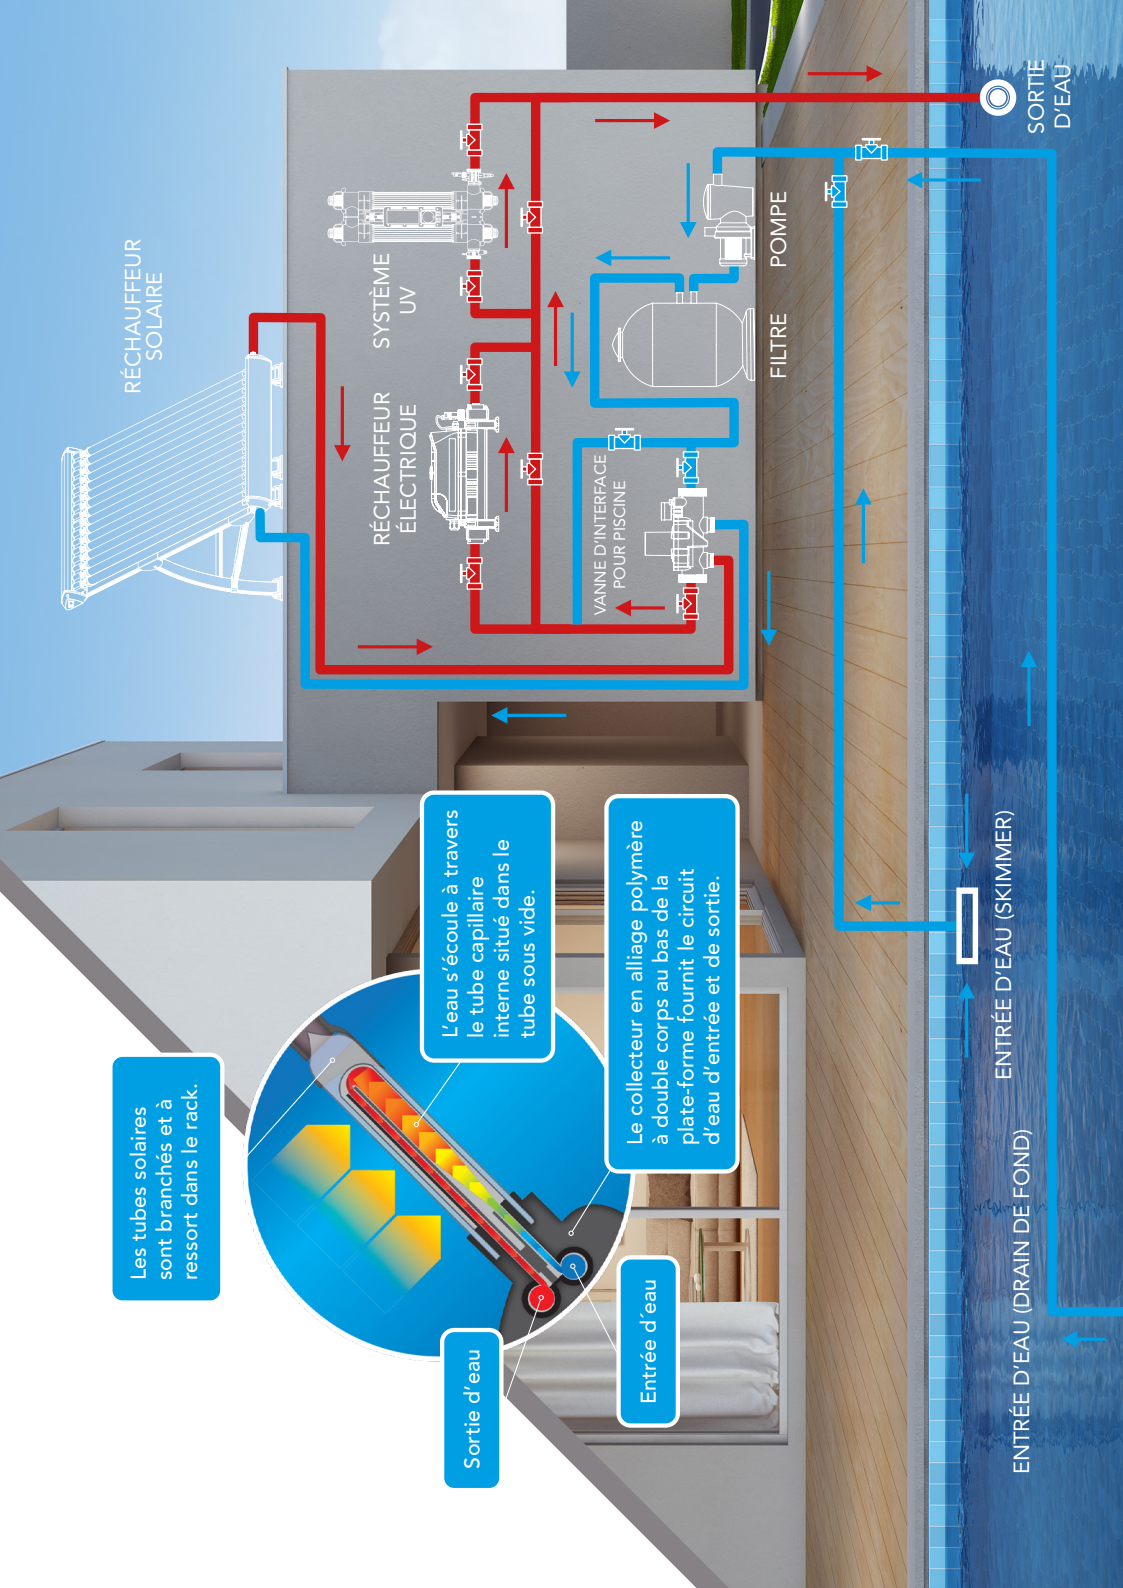 Les tubes solaires
sont branchés et à
ressort dans le rack.
RÉCHAUFFEUR
SOLAIRE
Sortie d’eau
L’eau s’écoule à travers
le tube capillaire
interne situé dans le
tube sous vide.
RÉCHAUFFEUR
ÉLECTRIQUE
SYSTÈME
UV
Entrée d’eau
Le collecteur en alliage polymère
à double corps au bas de la
plate-forme fournit le circuit
d’eau d’entrée et de sortie.
VANNE D’INTERFACE
POUR PISCINE
FILTRE
POMPE
ENTRÉE D’EAU (DRAIN DE FOND)
ENTRÉE D’EAU (SKIMMER)
SORTIE
D’EAU